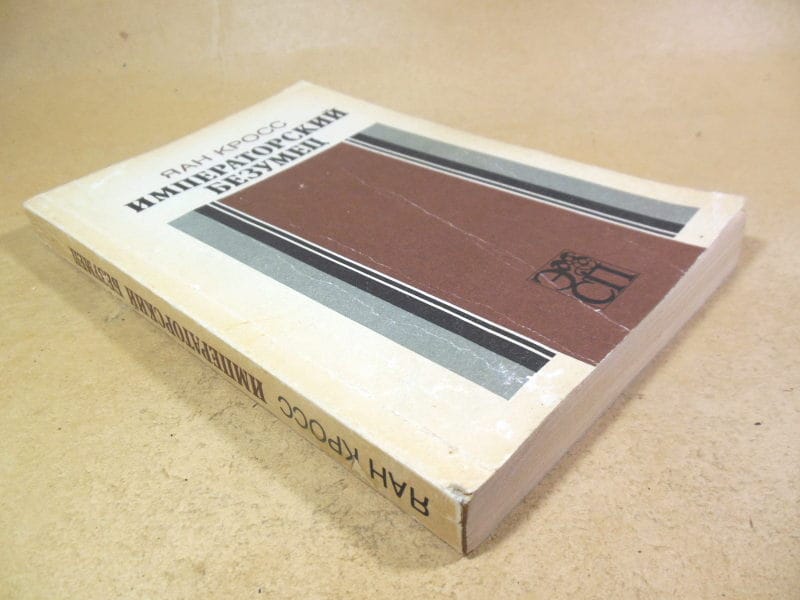 ЯАН КРОСС
ИМПЕРАТОРСКИЙ
БЕЗУМЕЦ
ЯАН КРОСС ИМПЕРАТОРСКИЙ БЕЗУМЕЦ